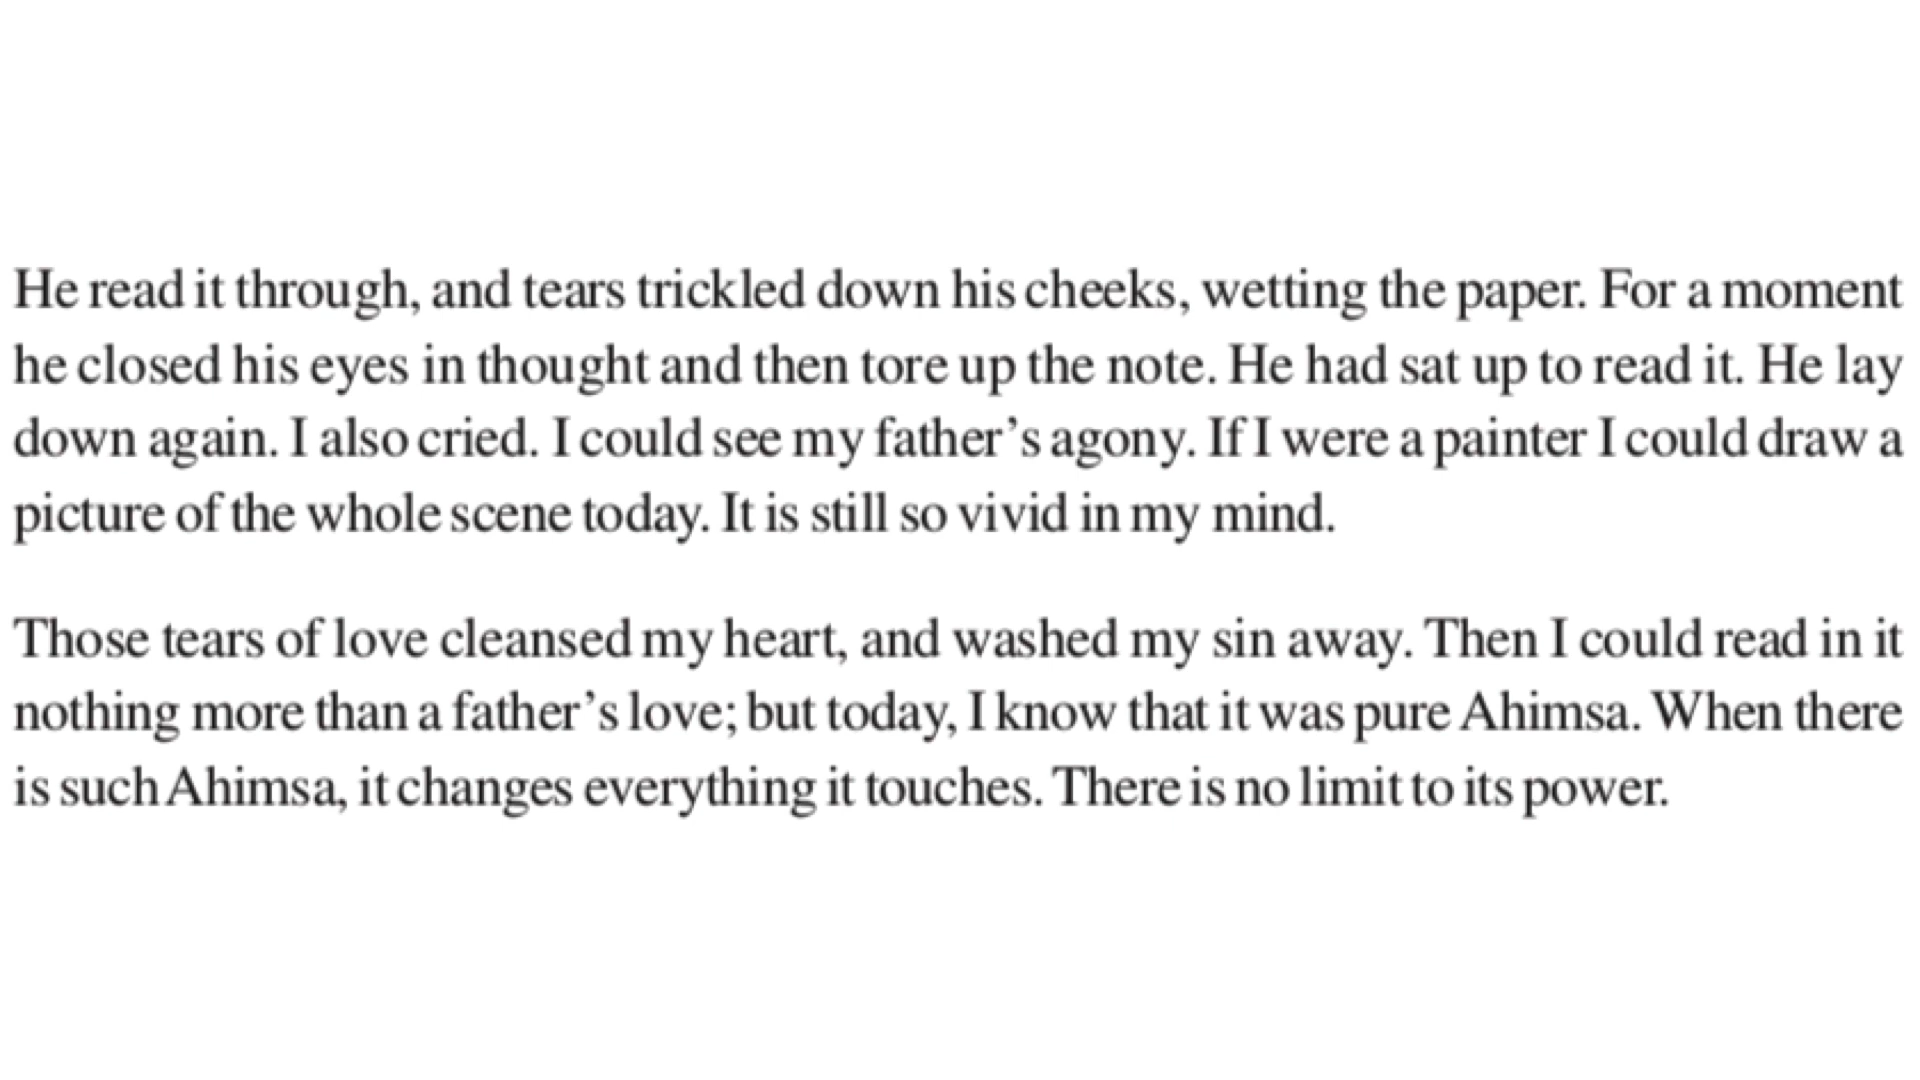 He read it through, and tears trickled down his cheeks, wetting the paper. For a moment
he closed his eyes in thought and then tore up the note. He had sat up to read it. He lay
down again. I also cried. I could see my father’s agony. If I were a painter I could draw a
picture of the whole scene today. It is still so vivid in my mind.
Those tears of love cleansed my heart, and washed my sin away. Then I could read in it
nothing more than a father’s love; but today, I know that it was pure Ahimsa. When there
is such Ahimsa, it changes everything it touches. There is no limit to its power.